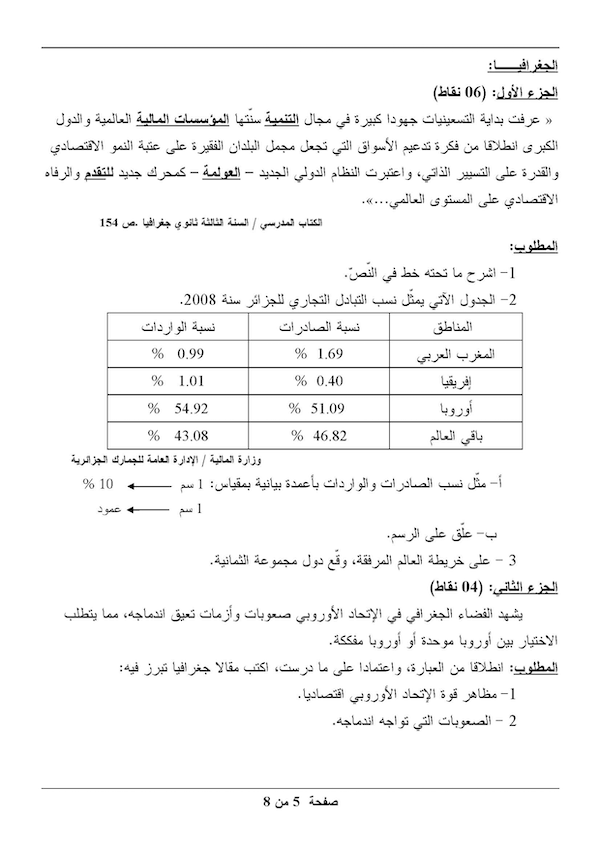 الجغرافيــــا:
الجزء الأول: (06 نقاط)
« عرفت بداية التسعينيات جهودا كبيرة في مجال التنمية سنّتها المؤسسات المالية العالمية والدول
الكبرى انطلاقا من فكرة تدعيم الأسواق التي تجعل مجمل البلدان الفقيرة على عتبة النمو الاقتصادي
والقدرة على التسيير الذاتي، واعتبرت النظام الدولي الجديد – العولمة – كمحرك جديد للتقدم والرفاه
الاقتصادي على المستوى العالمي...».
الكتاب المدرسي / السنة الثالثة ثانوي جغرافيا .ص 154
المطلوب:
1- اشرح ما تحته خط في النّصّ.
2- الجدول الآتي يمثّل نسب التبادل التجاري للجزائر سنة 2008.
المناطق نسبة الصادرات نسبة الواردات
المغرب العربي 1.69 % 0.99 %
إفريقيا 0.40 % 1.01 %
أوروبا 51.09 % 54.92 %
باقي العالم 46.82 % 43.08 %
وزارة المالية / الإدارة العامة للجمارك الجزائرية
أ- مثّل نسب الصادرات والواردات بأعمدة بيانية بمقياس: 1 سم ← 10 %
1 سم ← عمود
ب- علّق على الرسم.
3 - على خريطة العالم المرفقة، وقّع دول مجموعة الثمانية.
الجزء الثاني: (04 نقاط)
يشهد الفضاء الجغرافي في الإتحاد الأوروبي صعوبات وأزمات تعيق اندماجه، مما يتطلب
الاختيار بين أوروبا موحدة أو أوروبا مفككة.
المطلوب: انطلاقا من العبارة، واعتمادا على ما درست، اكتب مقالا جغرافيا تبرز فيه:
1- مظاهر قوة الإتحاد الأوروبي اقتصاديا.
2 - الصعوبات التي تواجه اندماجه.
صفحة 5 من 8